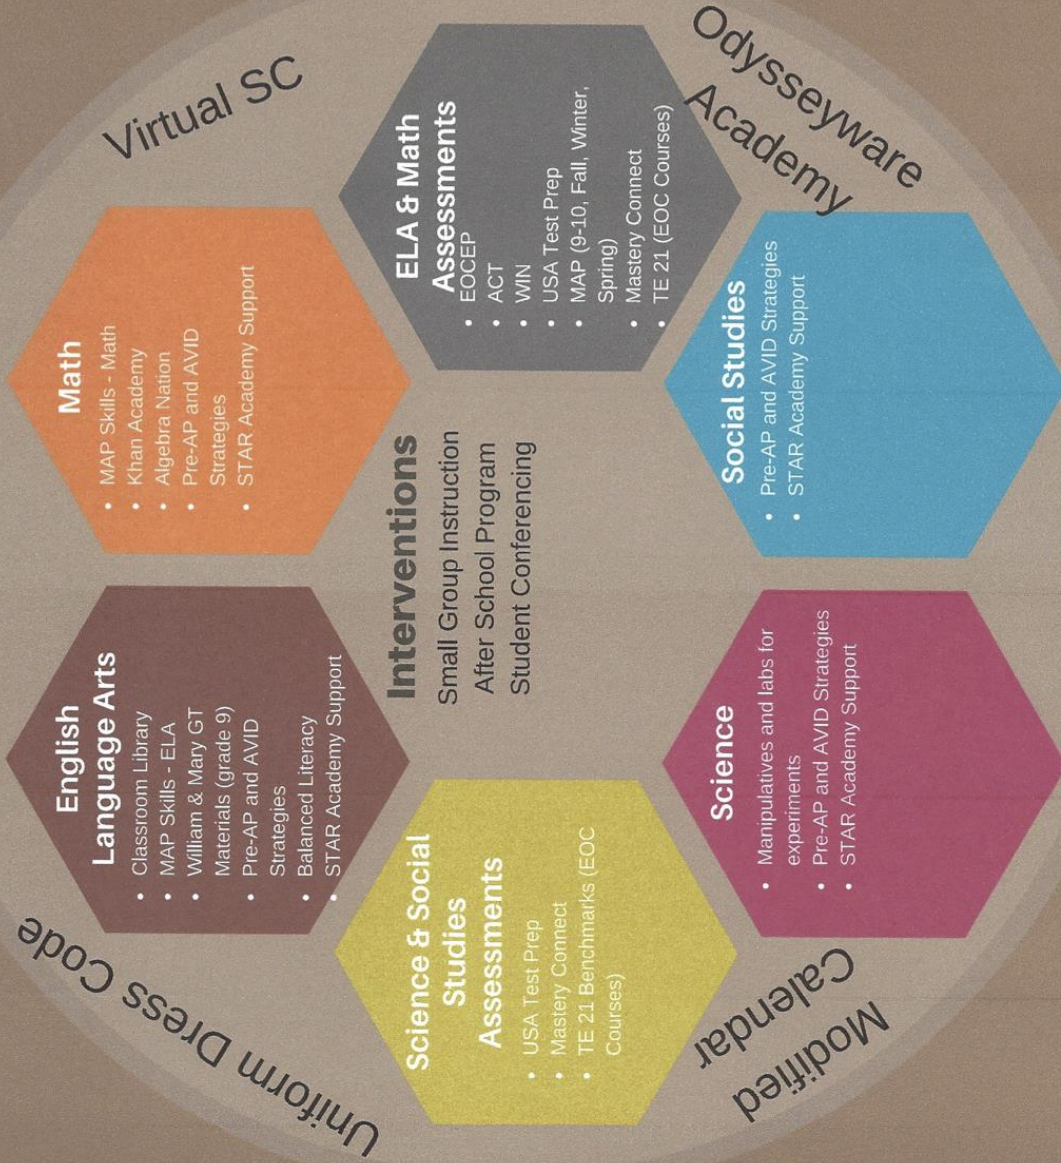 Uniform Dress Code
Virtual SC
English
Language Arts
• Classroom Library
• MAP Skills - ELA
• William & Mary GT
Materials (grade 9)
• Pre-AP and AVID
Strategies
• Balanced Literacy
• STAR Academy Support
Math
• MAP Skills - Math
• Khan Academy
• Algebra Nation
• Pre-AP and AVID
Strategies
• STAR Academy Support
Science & Social
Studies
Assessments
• USA Test Prep
• Mastery Connect
• TE 21 Benchmarks (EOC
Courses)
Interventions
Small Group Instruction
After School Program
Student Conferencing
ELA & Math
Assessments
• EOCEP
• ACT
• WIN
• USA Test Prep
• MAP (9-10, Fall, Winter,
Spring)
• Mastery Connect
• TE 21 (EOC Courses)
Science
• Manipulatives and labs for
experiments
• Pre-AP and AVID Strategies
• STAR Academy Support
Social Studies
• Pre-AP and AVID Strategies
• STAR Academy Support
Modified
Calendar
Odysseyware
Academy